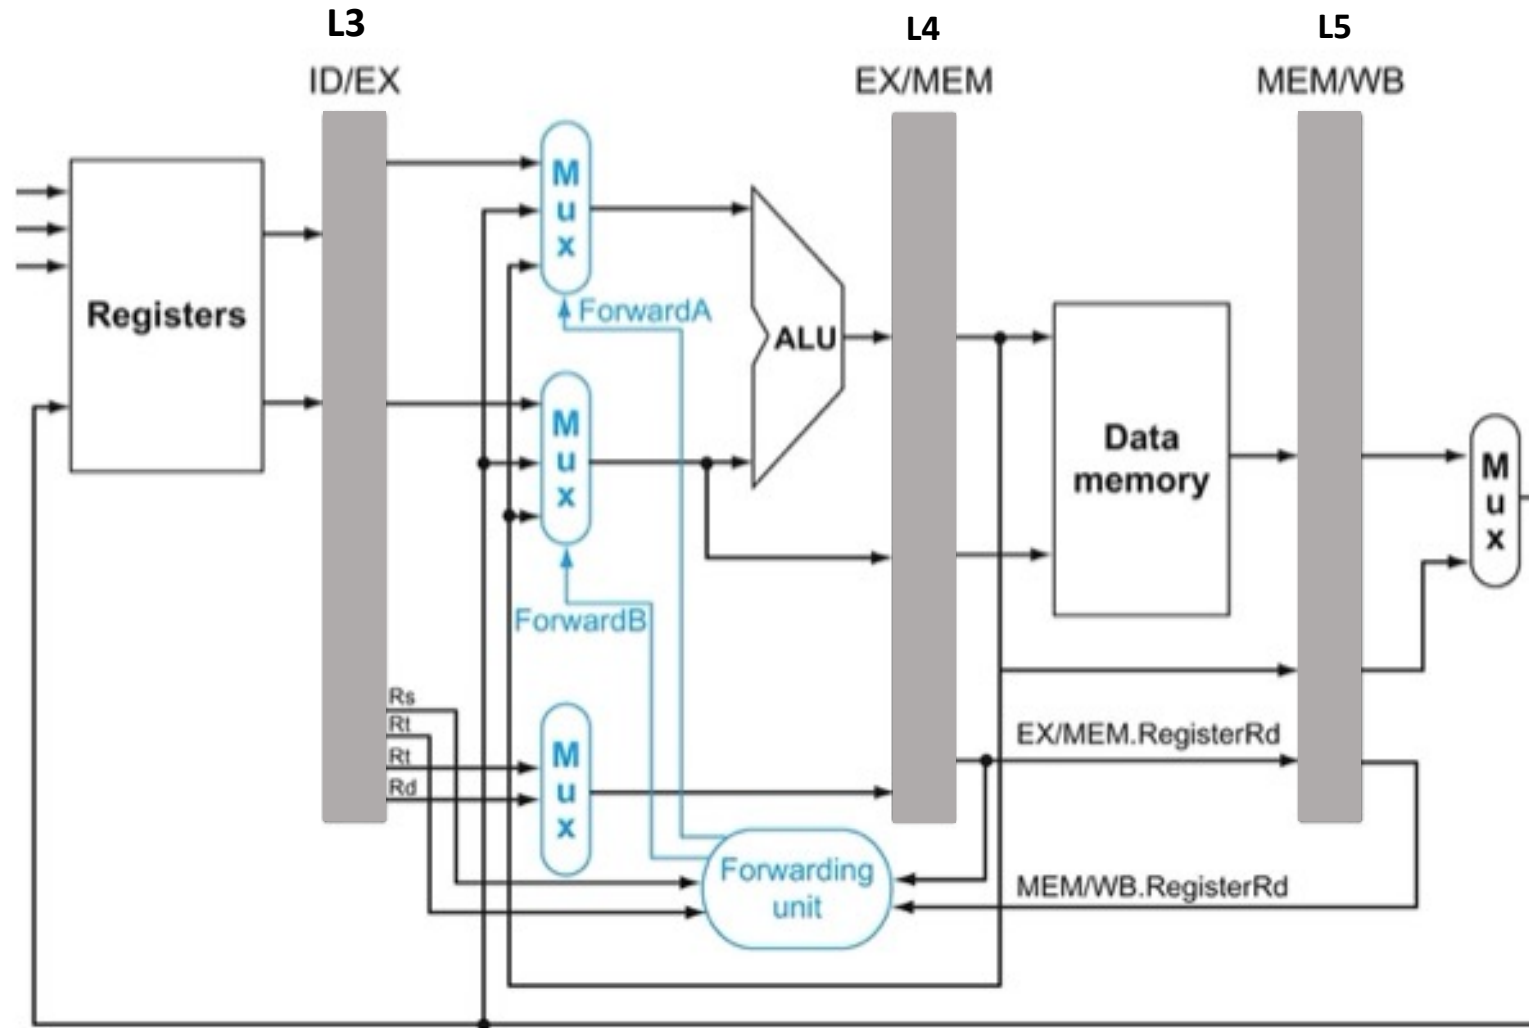 L3
L4
L5
ID/EX
EX/MEM
MEM/WB
M
u
x
Registers
ForwardA
ALU
M
u
x
Data
memory
M
u
x
ForwardB
Rs
Rt
Rt
Rd
M
u
x
EX/MEM.RegisterRd
Forwarding
unit
MEM/WB.RegisterRd